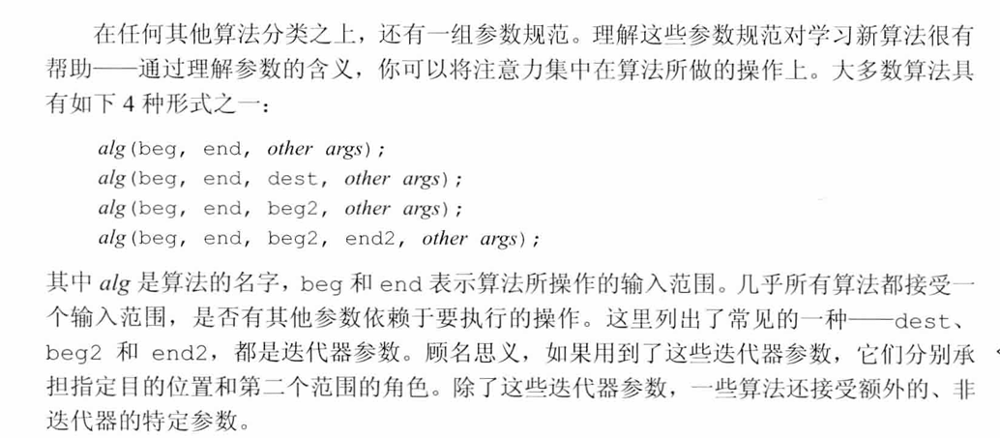 在任何其他算法分类之上，还有一组参数规范。理解这些参数规范对学习新算法很有
帮助——通过理解参数的含义，你可以将注意力集中在算法所做的操作上。大多数算法具
有如下 4 种形式之一：
alg(beg, end, other args);
alg(beg, end, dest, other args);
alg(beg, end, beg2, other args);
alg(beg, end, beg2, end2, other args);
其中 alg 是算法的名字，beg 和 end 表示算法所操作的输入范围。几乎所有算法都接受一
个输入范围，是否有其他参数依赖于要执行的操作。这里列出了常见的一种——dest、
beg2 和 end2，都是迭代器参数。顾名思义，如果用到了这些迭代器参数，它们分别承
担指定目的位置和第二个范围的角色。除了这些迭代器参数，一些算法还接受额外的、非
迭代器的特定参数。